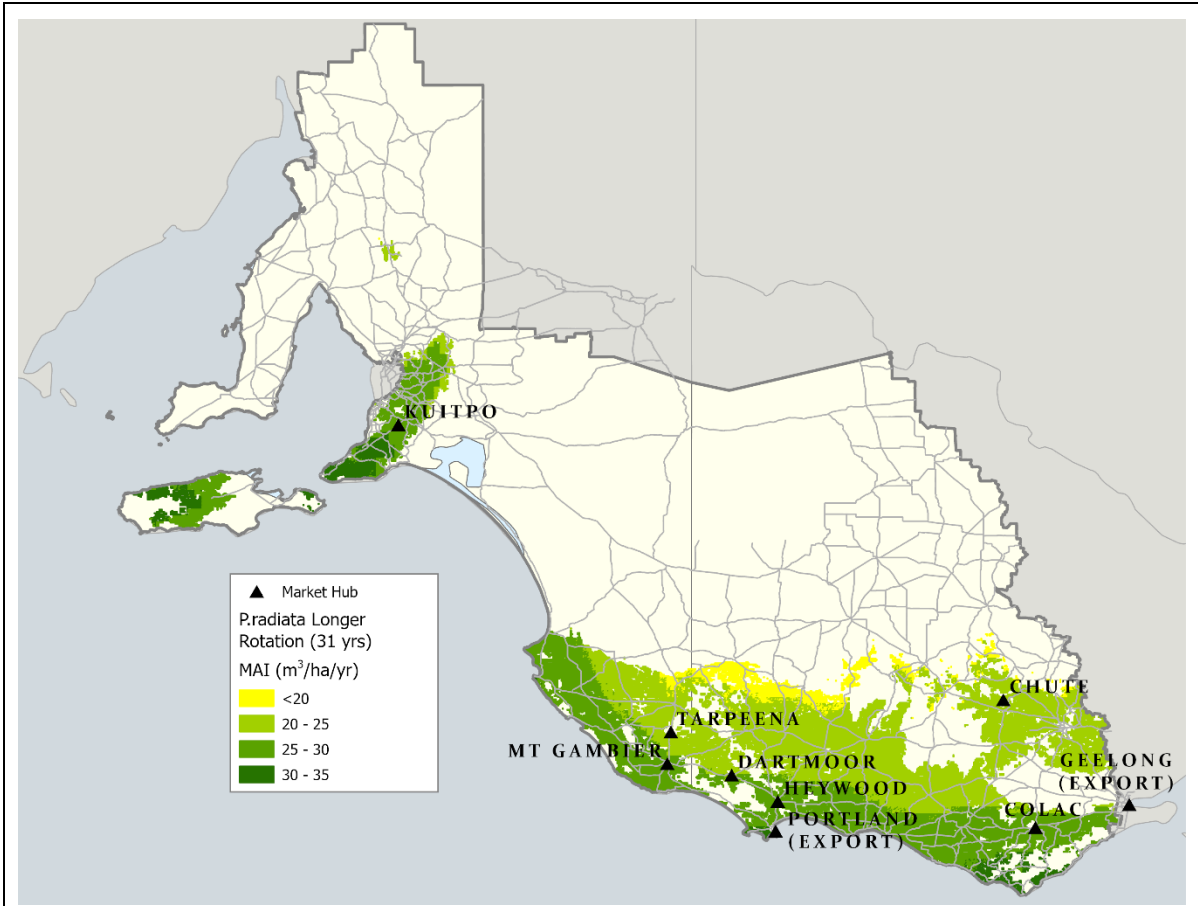 KUITPO
Market Hub
P.radiata Longer
Rotation (31 yrs)
MAI (m³/ha/yr)
<20
20 - 25
25 - 30
30 - 35
CHUTE
TARPEENA
MT GAMBIER
DARTMOOR
GEELONG
(EXPORT)
HEYWOOD
COLAC
PORTLAND
(EXPORT)